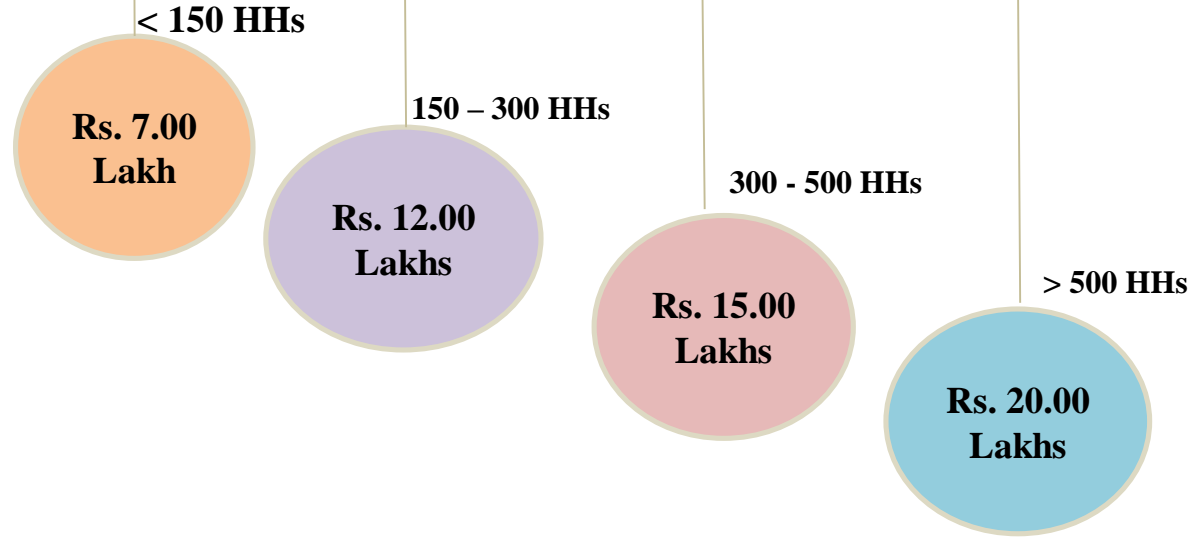 < 150 HHs
Rs. 7.00
Lakh
150 – 300 HHs
Rs. 12.00
Lakhs
300 - 500 HHs
Rs. 15.00
Lakhs
> 500 HHs
Rs. 20.00
Lakhs